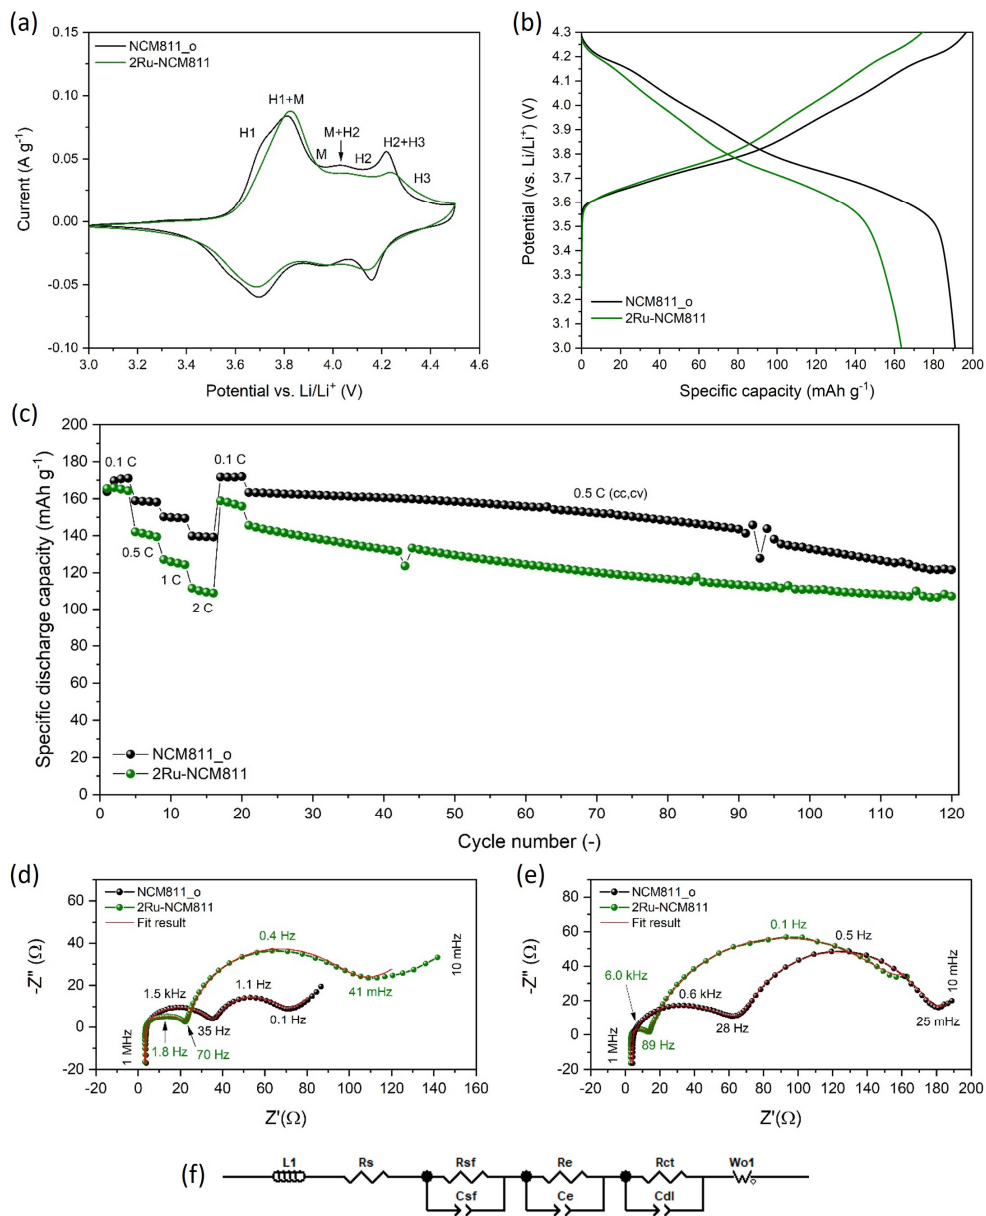 (a)
0.15
0.10
0.05
0.00
-0.05
-0.10
Current (A g⁻¹)
NCM811_o
2Ru-NCM811
H1
H1+M
M
M+H2
H2
H2+H3
H3
3.0 3.2 3.4 3.6 3.8 4.0 4.2 4.4 4.6
Potential vs. Li/Li⁺ (V)
(b)
4.3
4.2
4.1
4.0
3.9
3.8
3.7
3.6
3.5
3.4
3.3
3.2
3.1
3.0
Potential (vs. Li/Li⁺) (V)
NCM811_o
2Ru-NCM811
0 20 40 60 80 100 120 140 160 180 200
Specific capacity (mAh g⁻¹)
(c)
200
180
160
140
120
100
80
60
40
20
0
Specific discharge capacity (mAh g⁻¹)
0.1 C
0.5 C
1 C
2 C
0.1 C
0.5 C (cc,cv)
NCM811_o
2Ru-NCM811
0 10 20 30 40 50 60 70 80 90 100 110 120
Cycle number (-)
(d)
80
60
40
20
0
-20
-Z'' (Ω)
NCM811_o
2Ru-NCM811
Fit result
0.4 Hz
1.5 kHz
1.1 Hz
10 mHz
41 mHz
35 Hz
0.1 Hz
1 MHz
1.8 Hz
70 Hz
-20 0 20 40 60 80 100 120 140 160
Z'(Ω)
(e)
80
60
40
20
0
-20
-Z'' (Ω)
NCM811_o
2Ru-NCM811
Fit result
0.1 Hz
0.5 Hz
6.0 kHz
0.6 kHz
10 mHz
28 Hz
25 mHz
1 MHz
89 Hz
-20 0 20 40 60 80 100 120 140 160 180 200
Z'(Ω)
(f)
L1 Rs Rsf Re Rct Wo1
Csf Ce Cdl